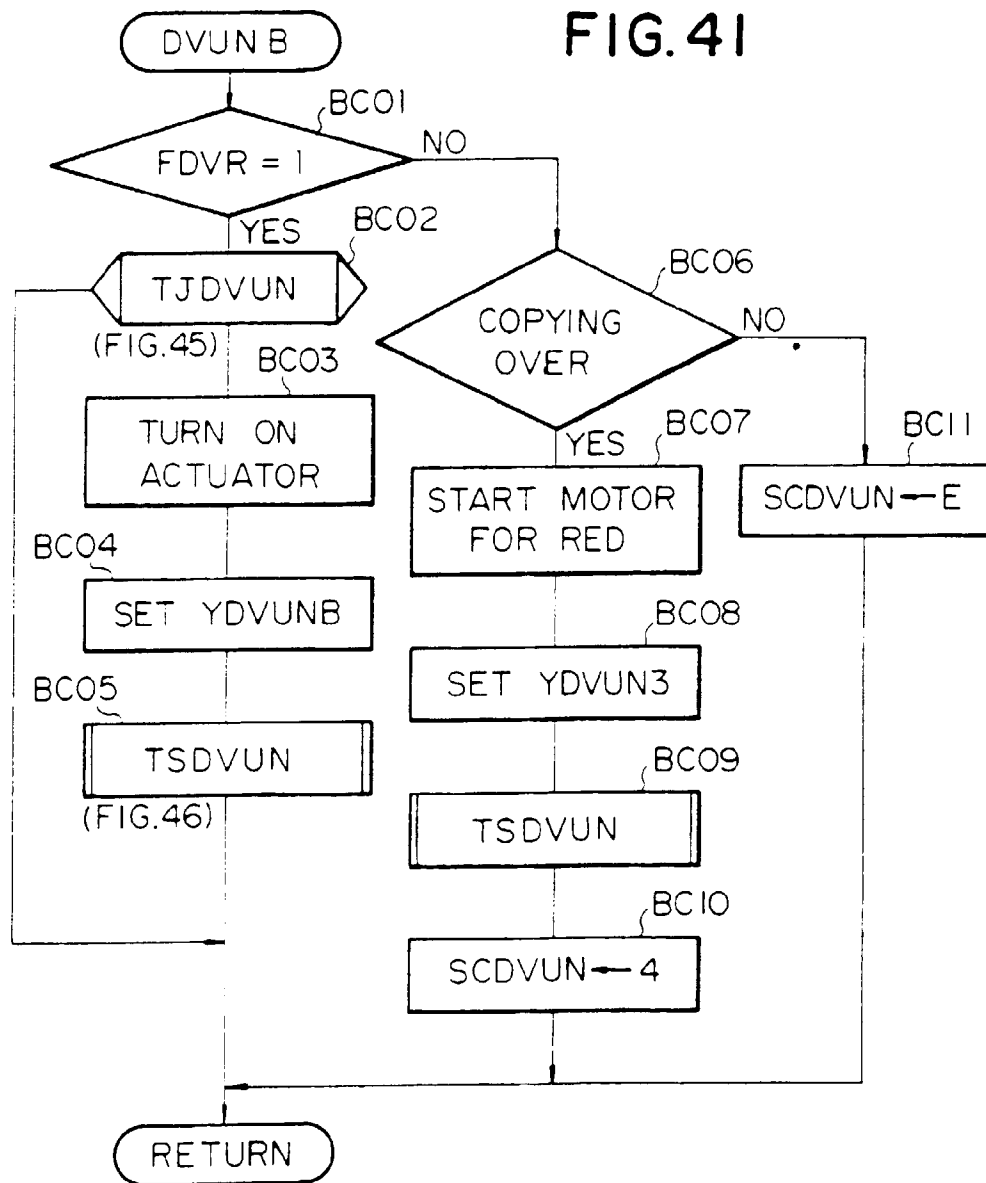 FIG. 41
DVUN B
BC01
FDVR = 1
NO
YES
BC02
TJDVUN
(FIG.45)
BC03
TURN ON
ACTUATOR
BC04
SET YDVUNB
BC05
TSDVUN
(FIG.46)
BC06
COPYING
OVER
NO
YES
BC07
START MOTOR
FOR RED
BC08
SET YDVUN3
BC09
TSDVUN
BC10
SCDVUN ← 4
BC11
SCDVUN ← E
RETURN